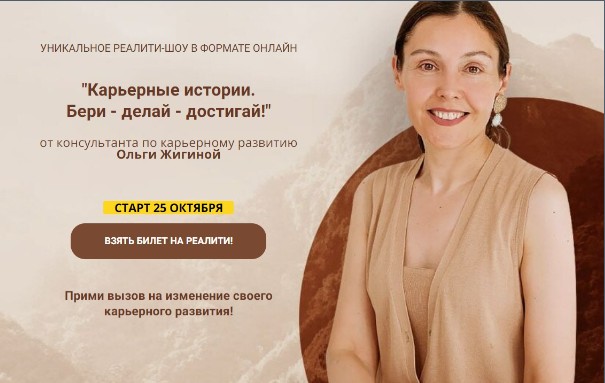 УНИКАЛЬНОЕ РЕАЛИТИ-ШОУ В ФОРМАТЕ ОНЛАЙН
"Карьерные истории.
Бери - делай - достигай!"
от консультанта по карьерному развитию
Ольги Жигиной
СТАРТ 25 ОКТЯБРЯ
ВЗЯТЬ БИЛЕТ НА РЕАЛИТИ!
Прими вызов на изменение своего
карьерного развития!